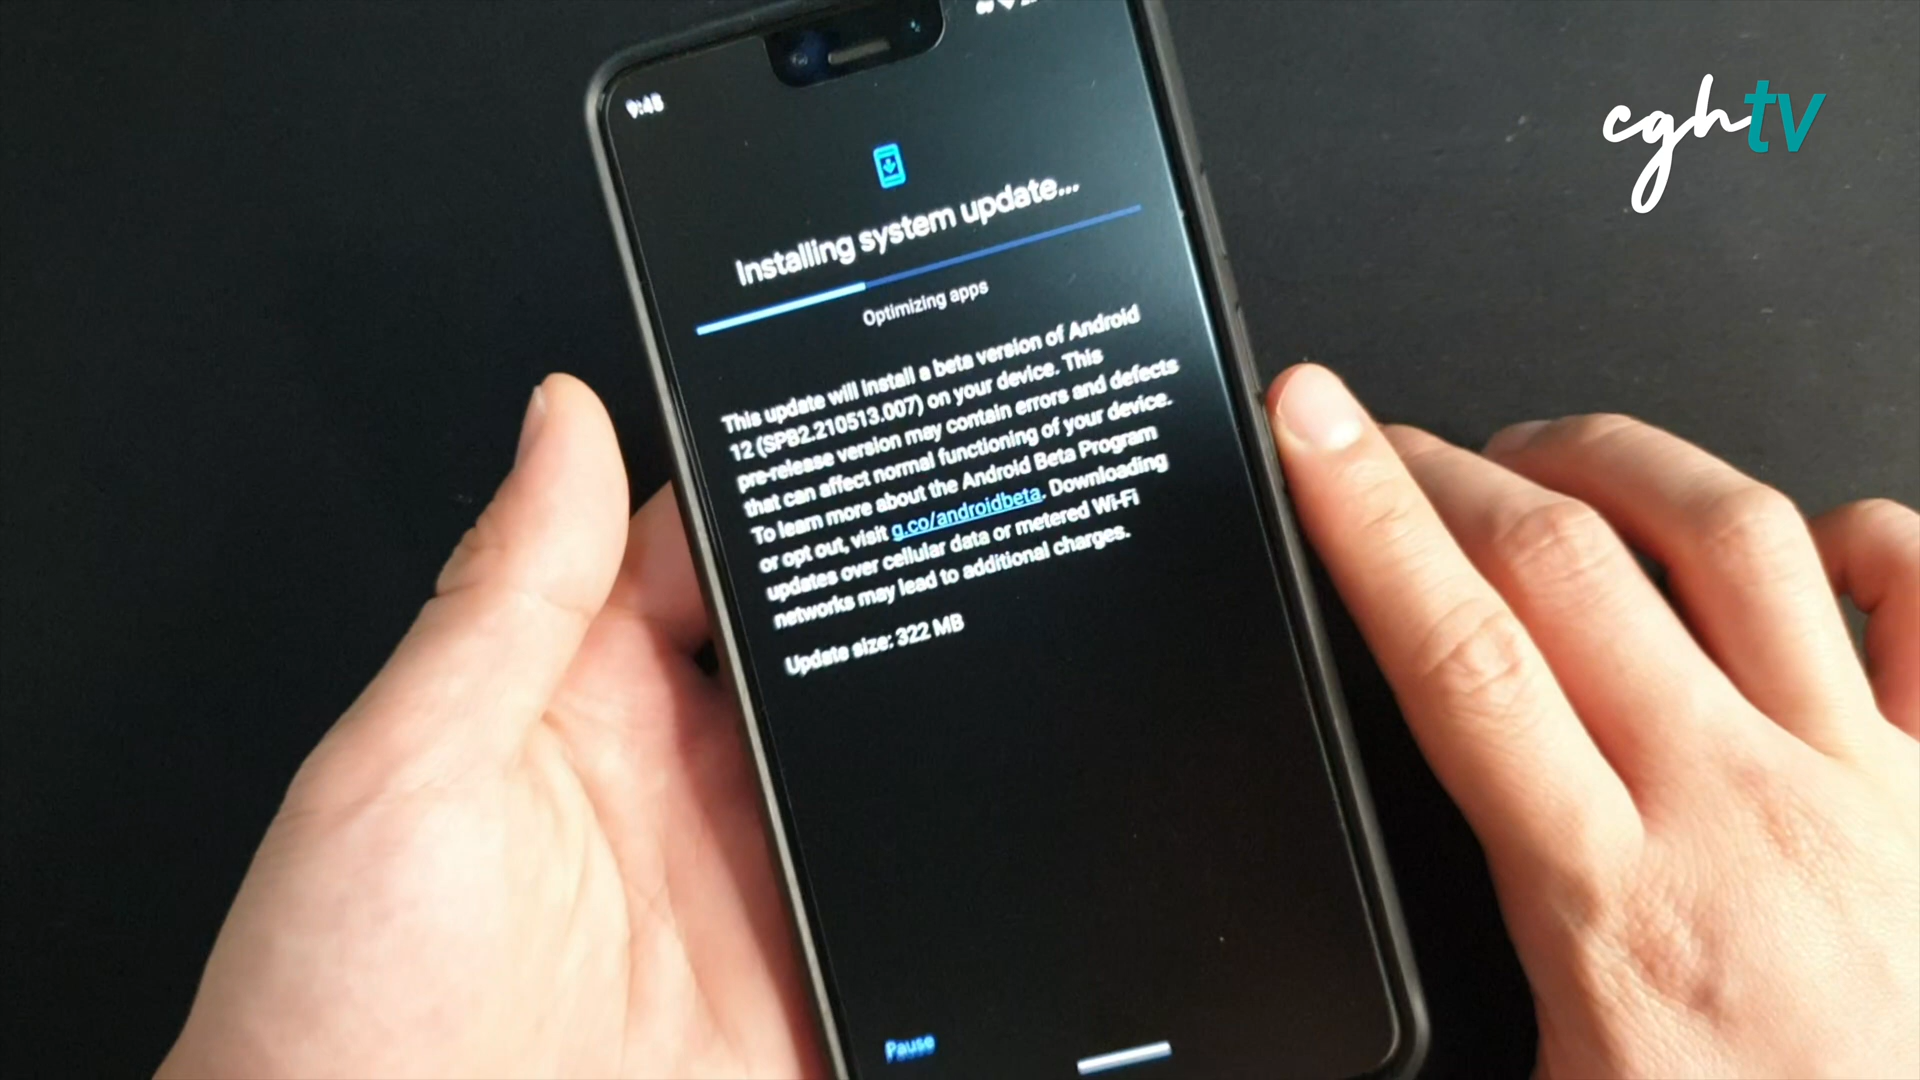 cghtv
9:48
Installing system update...
Optimizing apps
This update will install a beta version of Android
12 (SPB2.210513.007) on your device. This
pre-release version may contain errors and defects
that can affect normal functioning of your device.
To learn more about the Android Beta Program
or opt out, visit g.co/androidbeta. Downloading
updates over cellular data or metered Wi-Fi
networks may lead to additional charges.
Update size: 322 MB
Pause